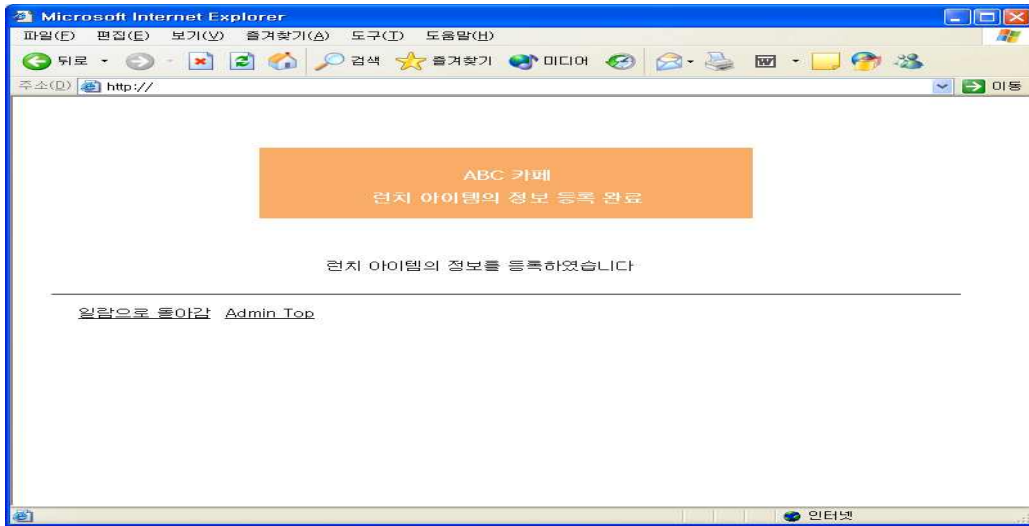 Microsoft Internet Explorer
파일(F) 편집(E) 보기(V) 즐겨찾기(A) 도구(T) 도움말(H)
뒤로 검색 즐겨찾기 미디어
주소(D) http:// 이동
ABC 카페
런치 아이템의 정보 등록 완료
런치 아이템의 정보를 등록하였습니다
일람으로 돌아감 Admin Top
인터넷